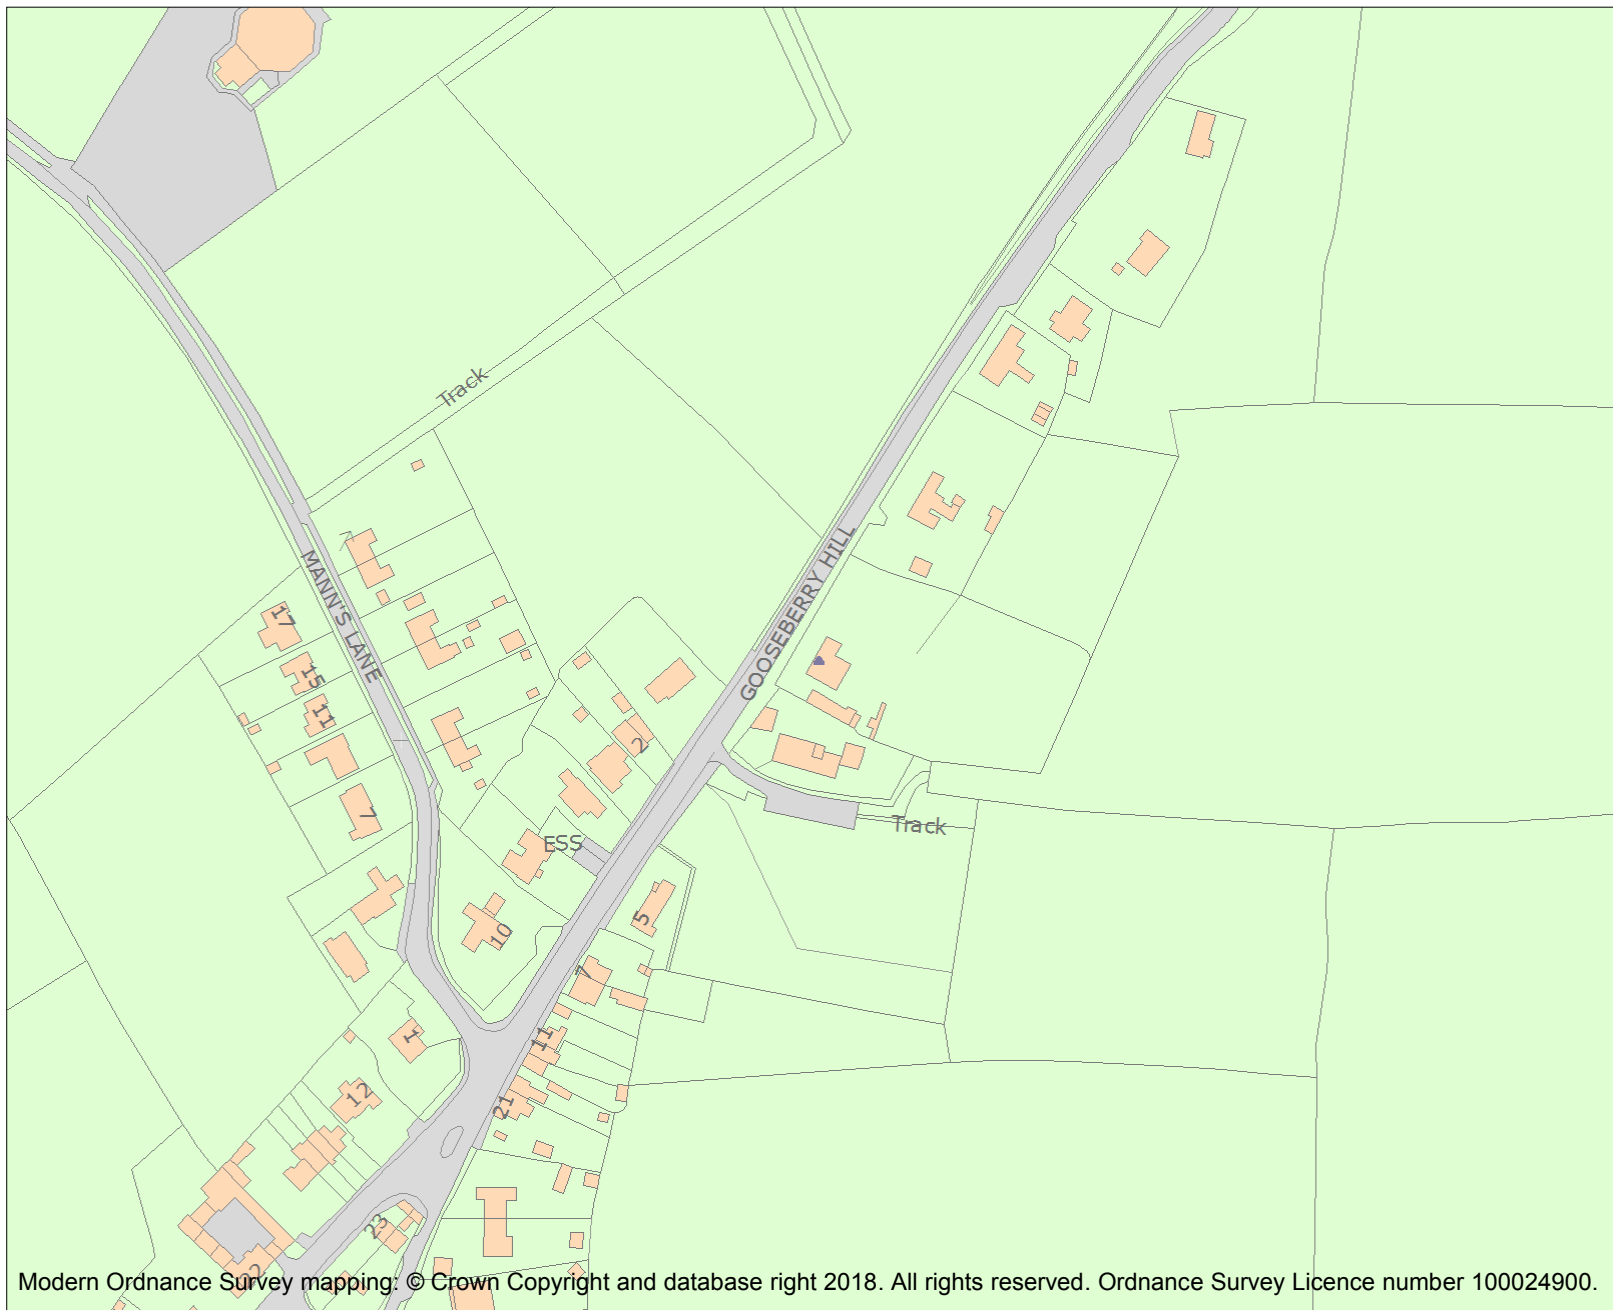 Track
MANN'S LANE
GOOSEBERRY HILL
17
15
11
7
2
ESS
Track
10
5
7
1
11
12
21
23
22
Modern Ordnance Survey mapping: © Crown Copyright and database right 2018. All rights reserved. Ordnance Survey Licence number 100024900.